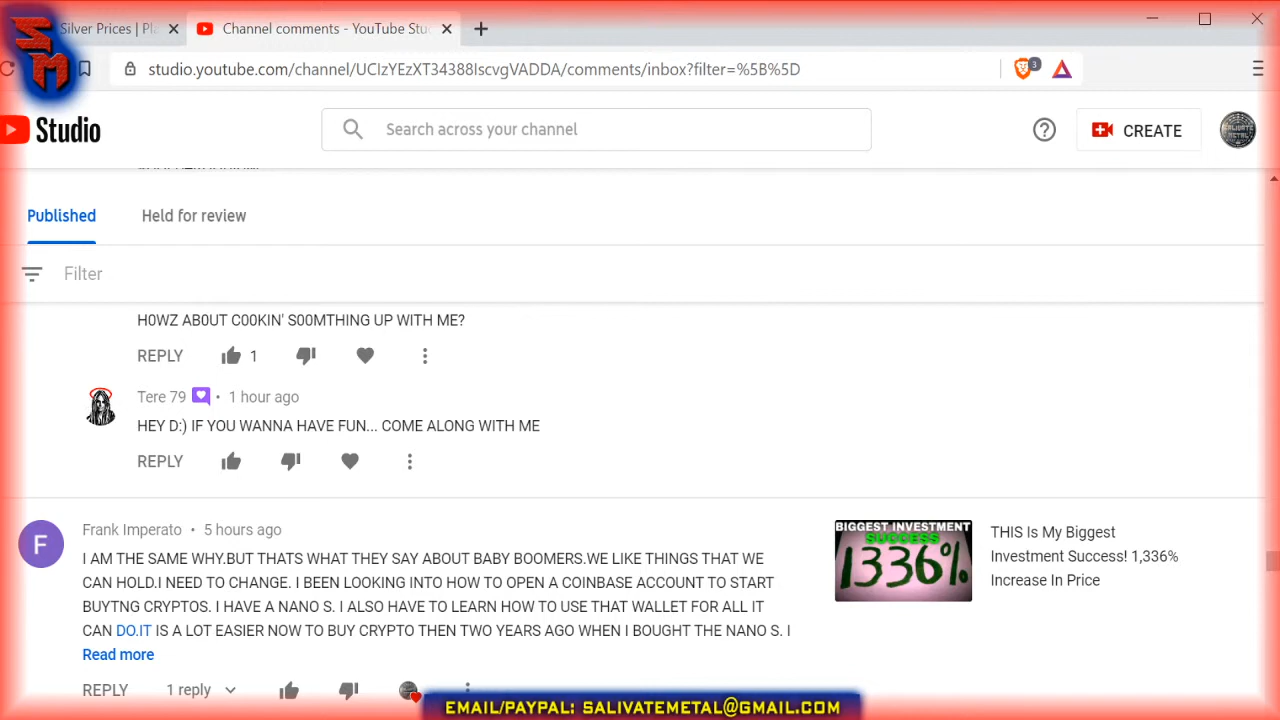 Silver Prices | Pla
Channel comments - YouTube Stu
SM
studio.youtube.com/channel/UCIzYEzXT34388IscvgVADDA/comments/inbox?filter=%5B%5D
3
Studio
Search across your channel
CREATE
SALIVATE METAL
Published
Held for review
Filter
H0WZ AB0UT C00KIN' S00MTHING UP WITH ME?
REPLY
1
Tere 79 • 1 hour ago
HEY D:) IF YOU WANNA HAVE FUN... COME ALONG WITH ME
REPLY
F
Frank Imperato • 5 hours ago
I AM THE SAME WHY.BUT THATS WHAT THEY SAY ABOUT BABY BOOMERS.WE LIKE THINGS THAT WE
CAN HOLD.I NEED TO CHANGE. I BEEN LOOKING INTO HOW TO OPEN A COINBASE ACCOUNT TO START
BUYTNG CRYPTOS. I HAVE A NANO S. I ALSO HAVE TO LEARN HOW TO USE THAT WALLET FOR ALL IT
CAN DO.IT IS A LOT EASIER NOW TO BUY CRYPTO THEN TWO YEARS AGO WHEN I BOUGHT THE NANO S. I
Read more
REPLY
1 reply
BIGGEST INVESTMENT
SUCCESS
1336%
THIS Is My Biggest
Investment Success! 1,336%
Increase In Price
EMAIL/PAYPAL: SALIVATEMETAL@GMAIL.COM